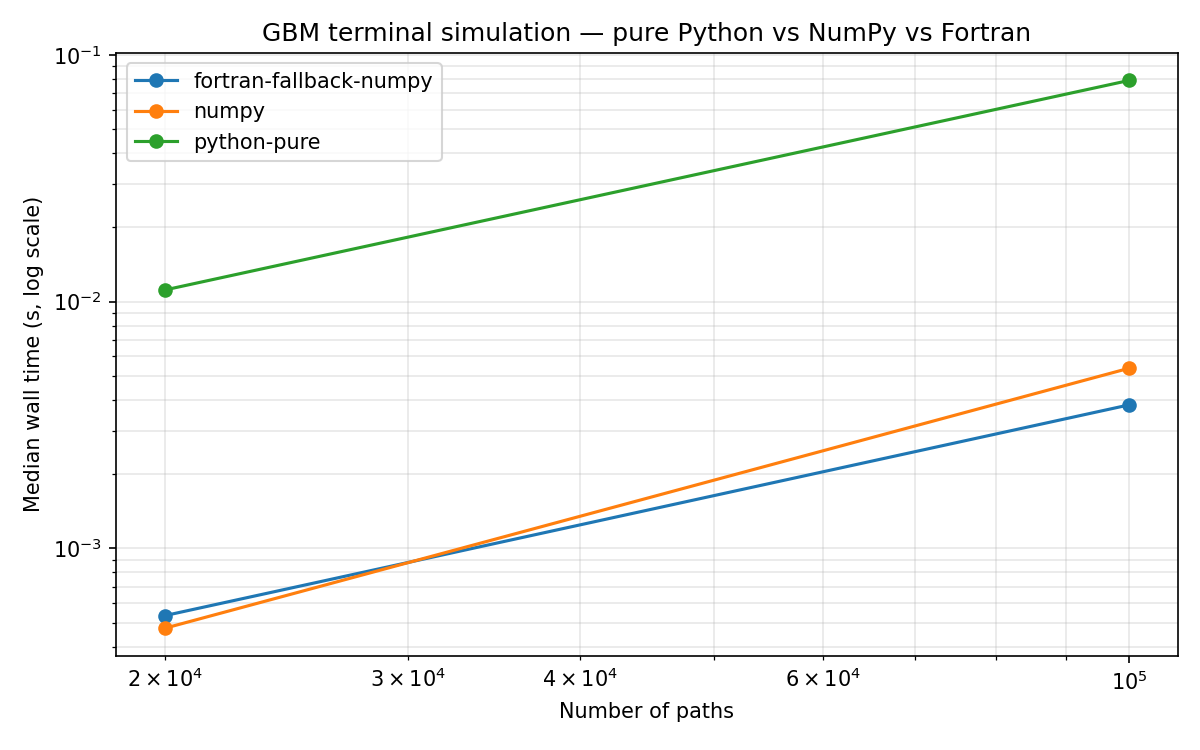 GBM terminal simulation — pure Python vs NumPy vs Fortran
fortran-fallback-numpy
numpy
python-pure
Median wall time (s, log scale)
10⁻¹
10⁻²
10⁻³
2 × 10⁴
3 × 10⁴
4 × 10⁴
6 × 10⁴
10⁵
Number of paths